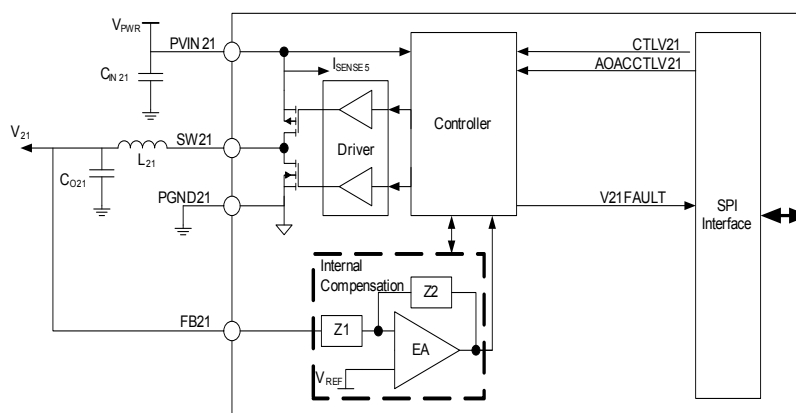 VPWR
PVIN21
CIN21
ISENSE5
CTLV21
AOACCTLV21
Controller
V21
SW21
L21
CO21
Driver
PGND21
V21FAULT
SPI
Interface
Internal
Compensation
Z2
FB21
Z1
EA
VREF